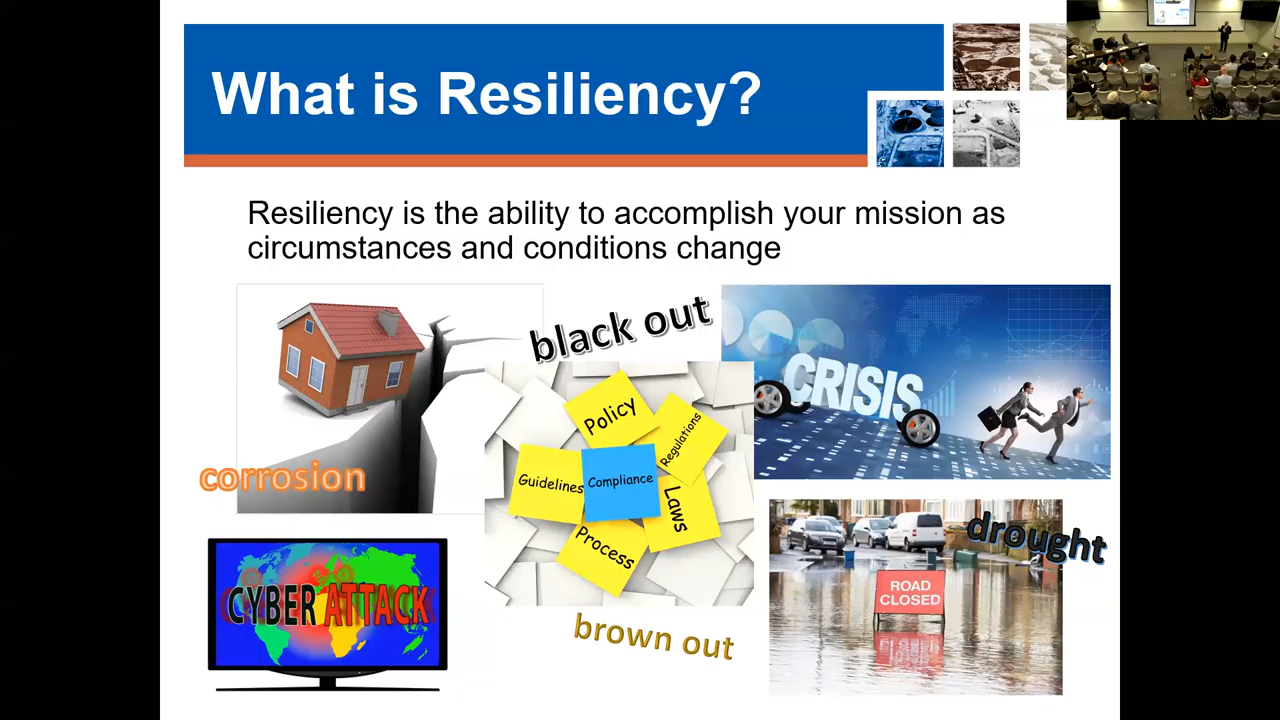 What is Resiliency?
Resiliency is the ability to accomplish your mission as
circumstances and conditions change
black out
CRISIS
Policy
Regulations
Guidelines
Compliance
Laws
Process
corrosion
drought
ROAD
CLOSED
CYBER ATTACK
brown out